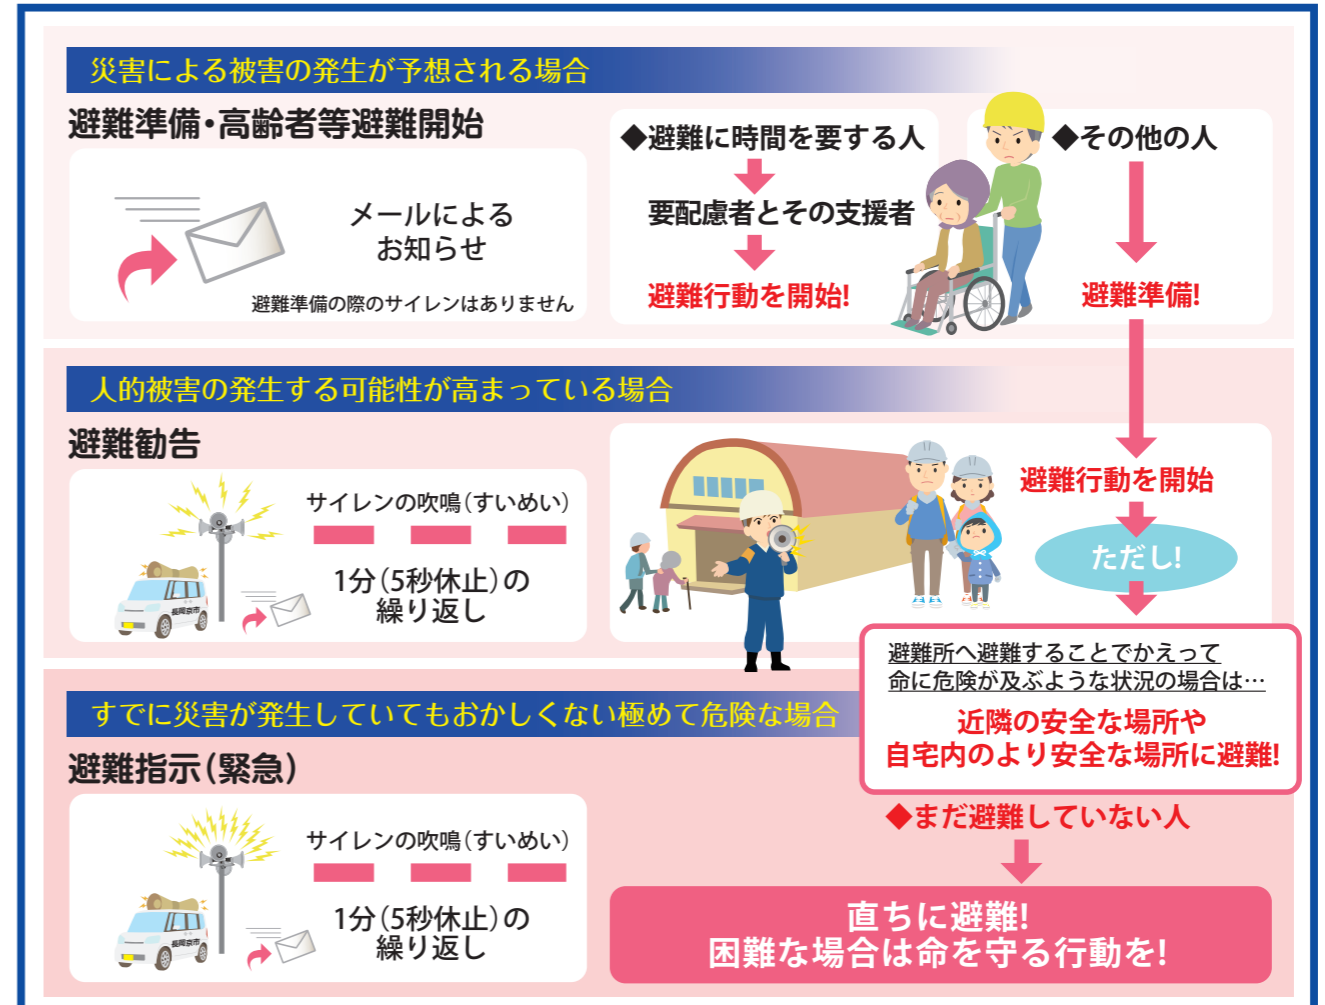 災害による被害の発生が予想される場合
避難準備・高齢者等避難開始
メールによる
お知らせ
避難準備の際のサイレンはありません
◆避難に時間を要する人
要配慮者とその支援者
避難行動を開始!
◆その他の人
避難準備!
人的被害の発生する可能性が高まっている場合
避難勧告
サイレンの吹鳴(すいめい)
1分(5秒休止)の
繰り返し
長岡京市
避難行動を開始
ただし!
避難所へ避難することでかえって
命に危険が及ぶような状況の場合は…
近隣の安全な場所や
自宅内のより安全な場所に避難!
すでに災害が発生していてもおかしくない極めて危険な場合
避難指示(緊急)
サイレンの吹鳴(すいめい)
1分(5秒休止)の
繰り返し
長岡京市
◆まだ避難していない人
直ちに避難!
困難な場合は命を守る行動を!